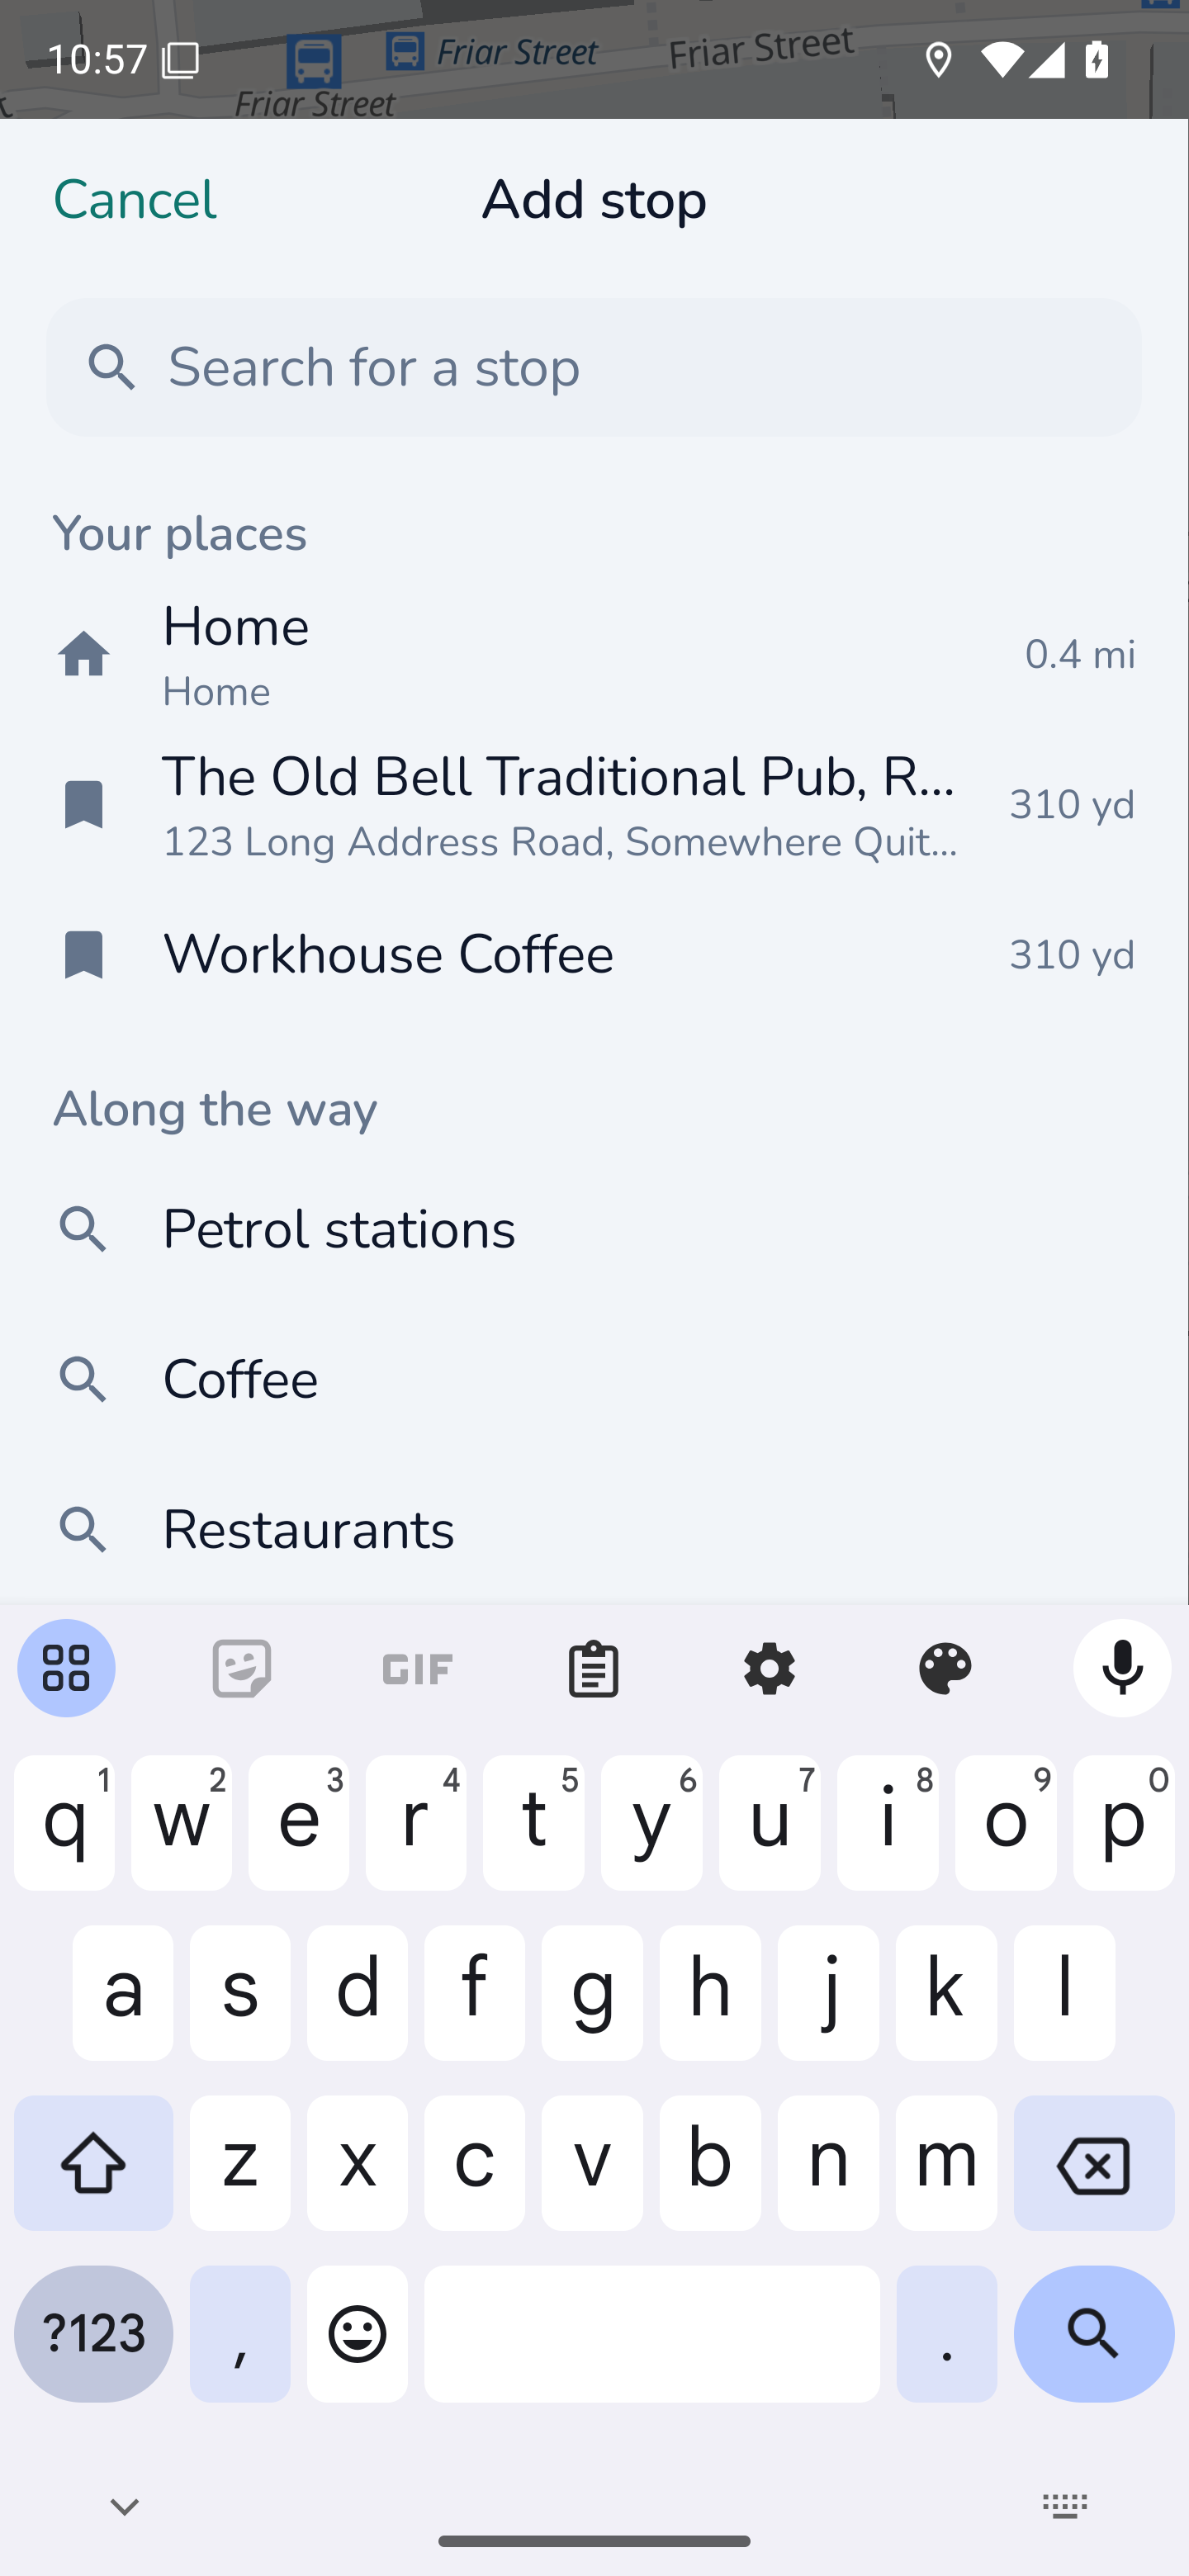 10:57
Friar Street
Friar Street
Friar Street
Cancel
Add stop
Search for a stop
Your places
Home
Home
0.4 mi
The Old Bell Traditional Pub, R...
123 Long Address Road, Somewhere Quit...
310 yd
Workhouse Coffee
310 yd
Along the way
Petrol stations
Coffee
Restaurants
GIF
q1 w2 e3 r4 t5 y6 u7 i8 o9 p0
a s d f g h j k l
z x c v b n m
?123 , .